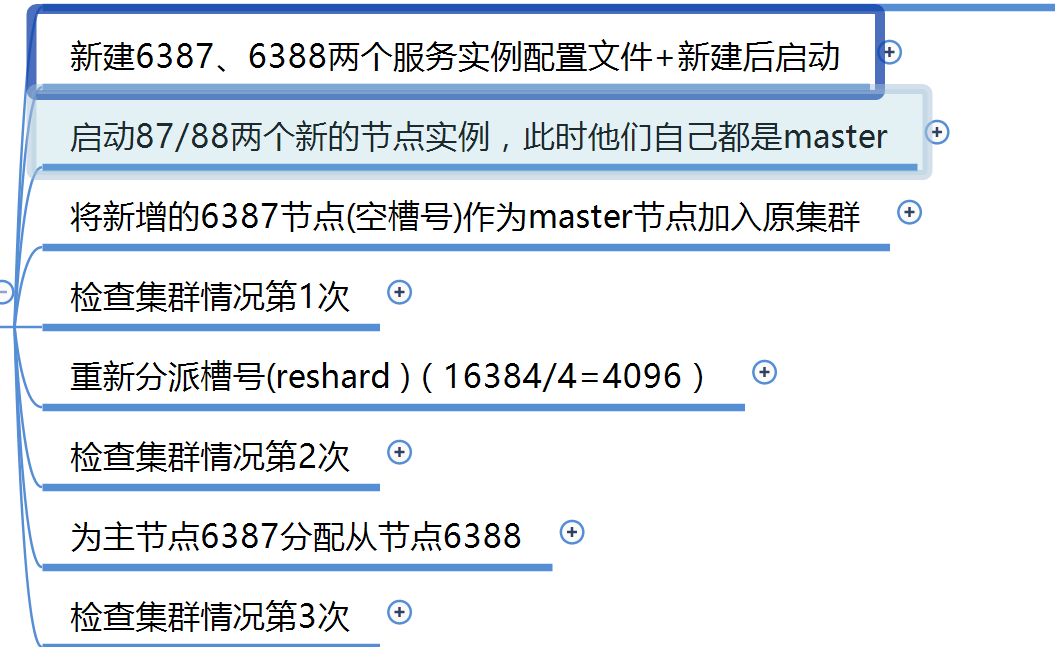 新建6387、6388两个服务实例配置文件+新建后启动
启动87/88两个新的节点实例，此时他们自己都是master
将新增的6387节点(空槽号)作为master节点加入原集群
检查集群情况第1次
重新分派槽号(reshard)（16384/4=4096）
检查集群情况第2次
为主节点6387分配从节点6388
检查集群情况第3次